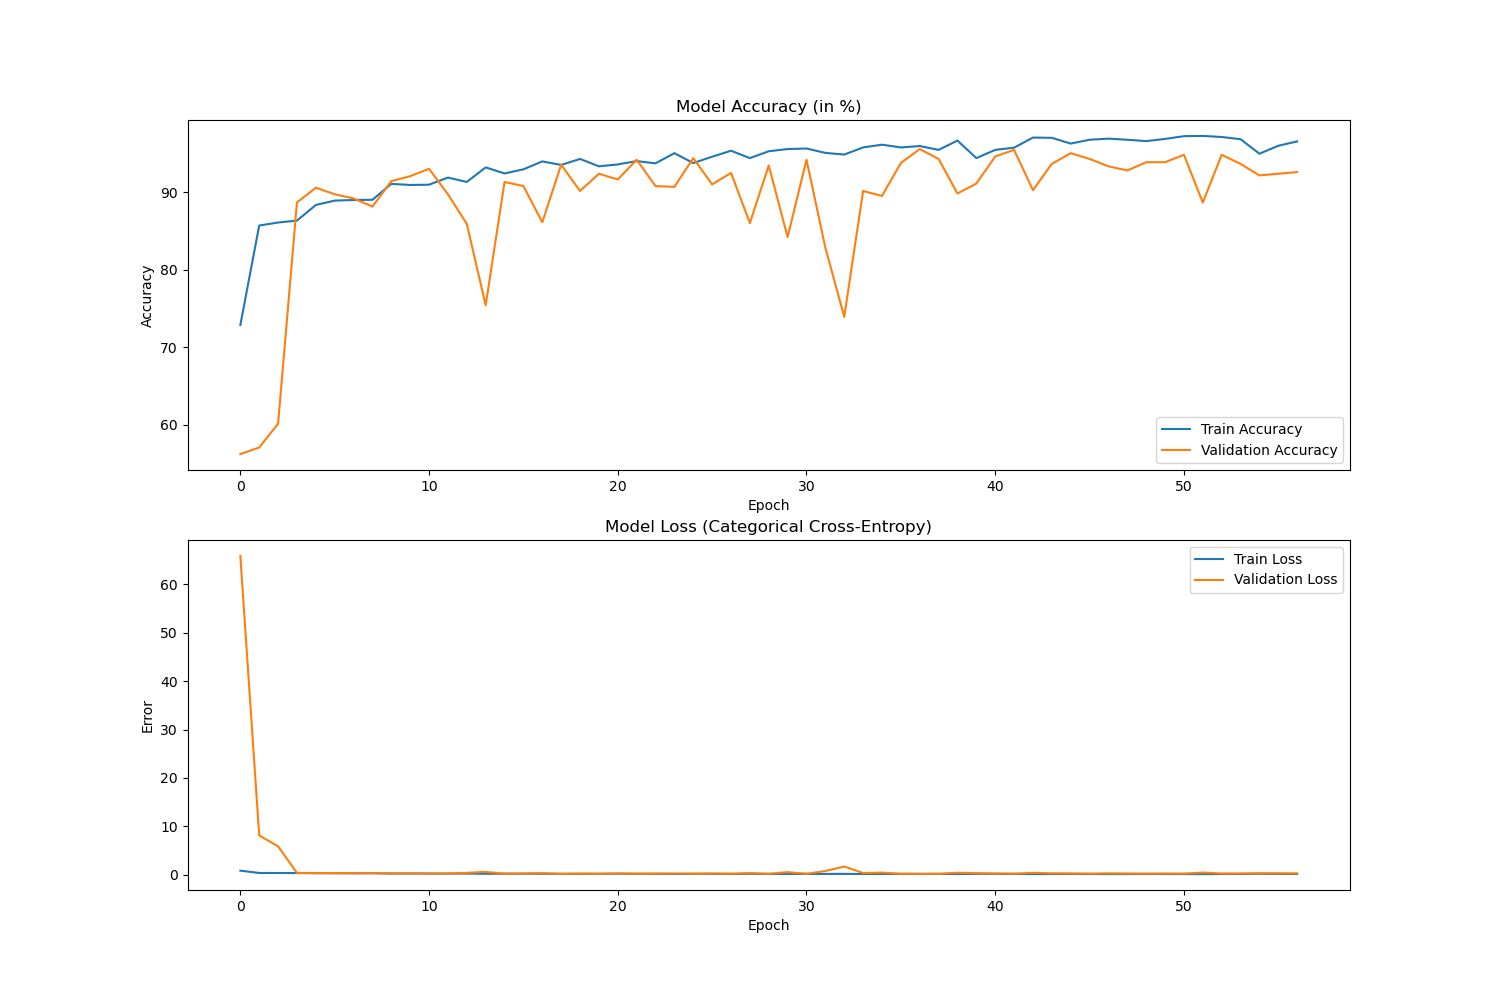 Model Accuracy (in %)
Accuracy
90
80
70
60
Train Accuracy
Validation Accuracy
0 10 20 30 40 50
Epoch
Model Loss (Categorical Cross-Entropy)
Error
60
50
40
30
20
10
0
Train Loss
Validation Loss
0 10 20 30 40 50
Epoch